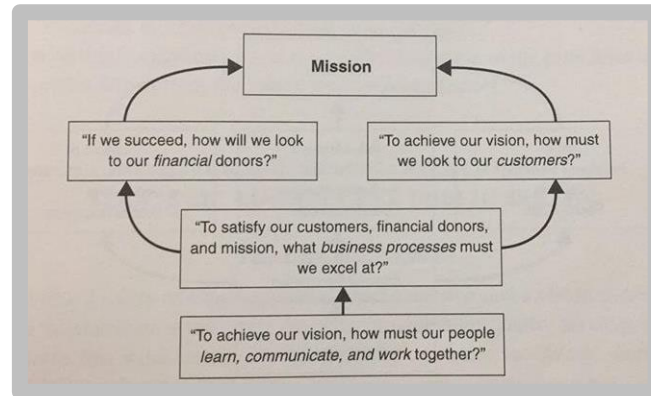 Mission
“If we succeed, how will we look
to our financial donors?”
“To achieve our vision, how must
we look to our customers?”
“To satisfy our customers, financial donors,
and mission, what business processes must
we excel at?”
“To achieve our vision, how must our people
learn, communicate, and work together?”